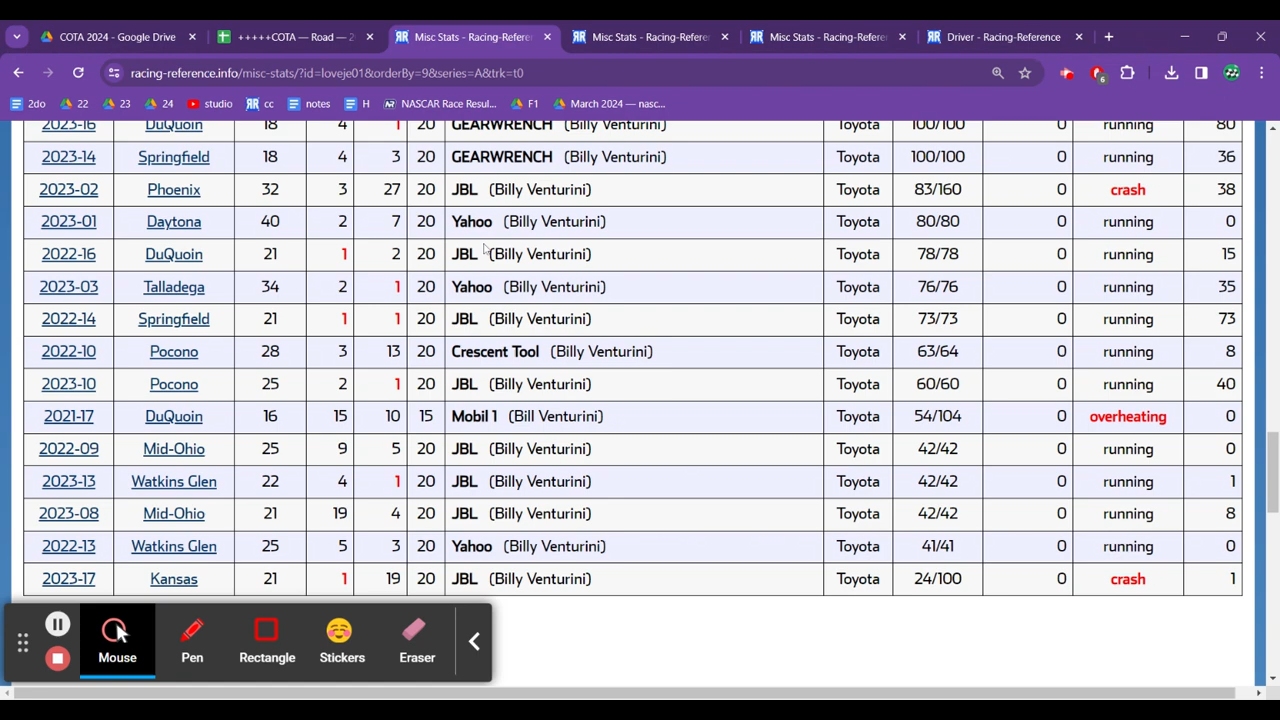 COTA 2024 - Google Drive × +++++COTA — Road — 2 × Misc Stats - Racing-Refere × Misc Stats - Racing-Refere × Misc Stats - Racing-Refere × Driver - Racing-Reference × +
racing-reference.info/misc-stats/?id=loveje01&orderBy=9&series=A&trk=t0 6
2do 22 23 24 studio cc notes H NASCAR Race Resul... F1 March 2024 — nasc...
2023-16 DuQuoin 18 4 1 20 GEARWRENCH (Billy Venturini) Toyota 100/100 0 running 80
2023-14 Springfield 18 4 3 20 GEARWRENCH (Billy Venturini) Toyota 100/100 0 running 36
2023-02 Phoenix 32 3 27 20 JBL (Billy Venturini) Toyota 83/160 0 crash 38
2023-01 Daytona 40 2 7 20 Yahoo (Billy Venturini) Toyota 80/80 0 running 0
2022-16 DuQuoin 21 1 2 20 JBL (Billy Venturini) Toyota 78/78 0 running 15
2023-03 Talladega 34 2 1 20 Yahoo (Billy Venturini) Toyota 76/76 0 running 35
2022-14 Springfield 21 1 1 20 JBL (Billy Venturini) Toyota 73/73 0 running 73
2022-10 Pocono 28 3 13 20 Crescent Tool (Billy Venturini) Toyota 63/64 0 running 8
2023-10 Pocono 25 2 1 20 JBL (Billy Venturini) Toyota 60/60 0 running 40
2021-17 DuQuoin 16 15 10 15 Mobil 1 (Bill Venturini) Toyota 54/104 0 overheating 0
2022-09 Mid-Ohio 25 9 5 20 JBL (Billy Venturini) Toyota 42/42 0 running 0
2023-13 Watkins Glen 22 4 1 20 JBL (Billy Venturini) Toyota 42/42 0 running 1
2023-08 Mid-Ohio 21 19 4 20 JBL (Billy Venturini) Toyota 42/42 0 running 8
2022-13 Watkins Glen 25 5 3 20 Yahoo (Billy Venturini) Toyota 41/41 0 running 0
2023-17 Kansas 21 1 19 20 JBL (Billy Venturini) Toyota 24/100 0 crash 1
Mouse Pen Rectangle Stickers Eraser